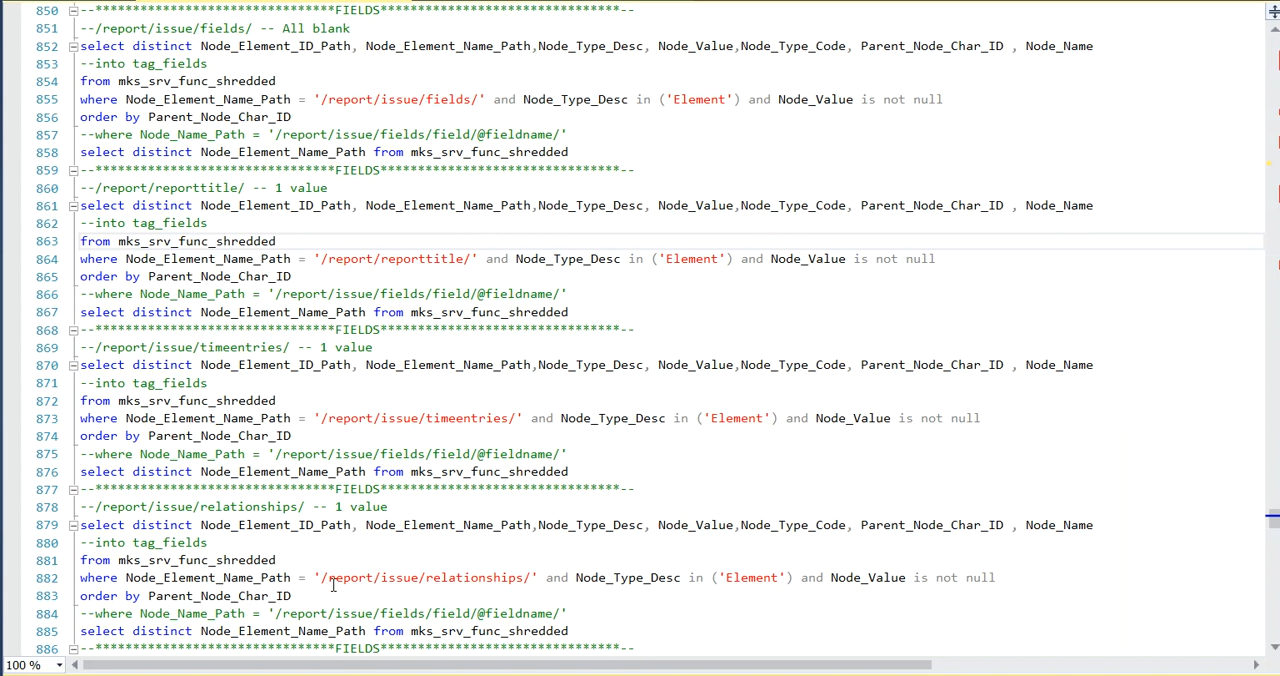 850 --********************************FIELDS********************************--
851 --/report/issue/fields/ -- All blank
852 select distinct Node_Element_ID_Path, Node_Element_Name_Path,Node_Type_Desc, Node_Value,Node_Type_Code, Parent_Node_Char_ID , Node_Name
853 --into tag_fields
854 from mks_srv_func_shredded
855 where Node_Element_Name_Path = '/report/issue/fields/' and Node_Type_Desc in ('Element') and Node_Value is not null
856 order by Parent_Node_Char_ID
857 --where Node_Name_Path = '/report/issue/fields/field/@fieldname/'
858 select distinct Node_Element_Name_Path from mks_srv_func_shredded
859 --********************************FIELDS********************************--
860 --/report/reporttitle/ -- 1 value
861 select distinct Node_Element_ID_Path, Node_Element_Name_Path,Node_Type_Desc, Node_Value,Node_Type_Code, Parent_Node_Char_ID , Node_Name
862 --into tag_fields
863 from mks_srv_func_shredded
864 where Node_Element_Name_Path = '/report/reporttitle/' and Node_Type_Desc in ('Element') and Node_Value is not null
865 order by Parent_Node_Char_ID
866 --where Node_Name_Path = '/report/issue/fields/field/@fieldname/'
867 select distinct Node_Element_Name_Path from mks_srv_func_shredded
868 --********************************FIELDS********************************--
869 --/report/issue/timeentries/ -- 1 value
870 select distinct Node_Element_ID_Path, Node_Element_Name_Path,Node_Type_Desc, Node_Value,Node_Type_Code, Parent_Node_Char_ID , Node_Name
871 --into tag_fields
872 from mks_srv_func_shredded
873 where Node_Element_Name_Path = '/report/issue/timeentries/' and Node_Type_Desc in ('Element') and Node_Value is not null
874 order by Parent_Node_Char_ID
875 --where Node_Name_Path = '/report/issue/fields/field/@fieldname/'
876 select distinct Node_Element_Name_Path from mks_srv_func_shredded
877 --********************************FIELDS********************************--
878 --/report/issue/relationships/ -- 1 value
879 select distinct Node_Element_ID_Path, Node_Element_Name_Path,Node_Type_Desc, Node_Value,Node_Type_Code, Parent_Node_Char_ID , Node_Name
880 --into tag_fields
881 from mks_srv_func_shredded
882 where Node_Element_Name_Path = '/report/issue/relationships/' and Node_Type_Desc in ('Element') and Node_Value is not null
883 order by Parent_Node_Char_ID
884 --where Node_Name_Path = '/report/issue/fields/field/@fieldname/'
885 select distinct Node_Element_Name_Path from mks_srv_func_shredded
886 --********************************FIELDS********************************--
100 %